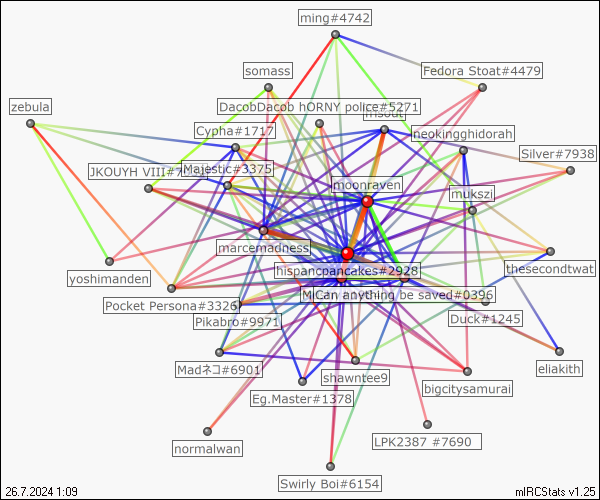 ming#4742
somass
Fedora Stoat#4479
zebula
DacobDacob hORNY police#5271
Cypha#1717
neokingghidorah
Silver#7938
JKOUYH VIII
Majestic#3375
moonraven
mukszi
marcemadness
hispancpancakes#2928
thesecondtwat
yoshimanden
Can anything be saved#0396
Pocket Persona#3326
Pikabro#9971
Duck#1245
Madネコ#6901
shawntee9
eliakith
bigcitysamurai
Eg.Master#1378
normalwan
LPK2387 #7690
Swirly Boi#6154
26.7.2024 1:09
mIRCStats v1.25